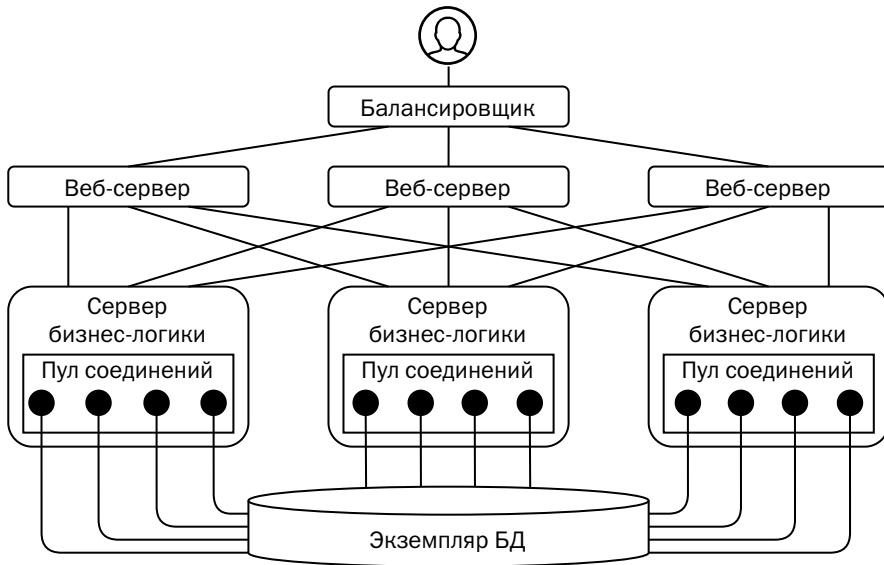 Балансировщик
Веб-сервер
Веб-сервер
Веб-сервер
Сервер
бизнес-логики
Пул соединений
Сервер
бизнес-логики
Пул соединений
Сервер
бизнес-логики
Пул соединений
Экземпляр БД